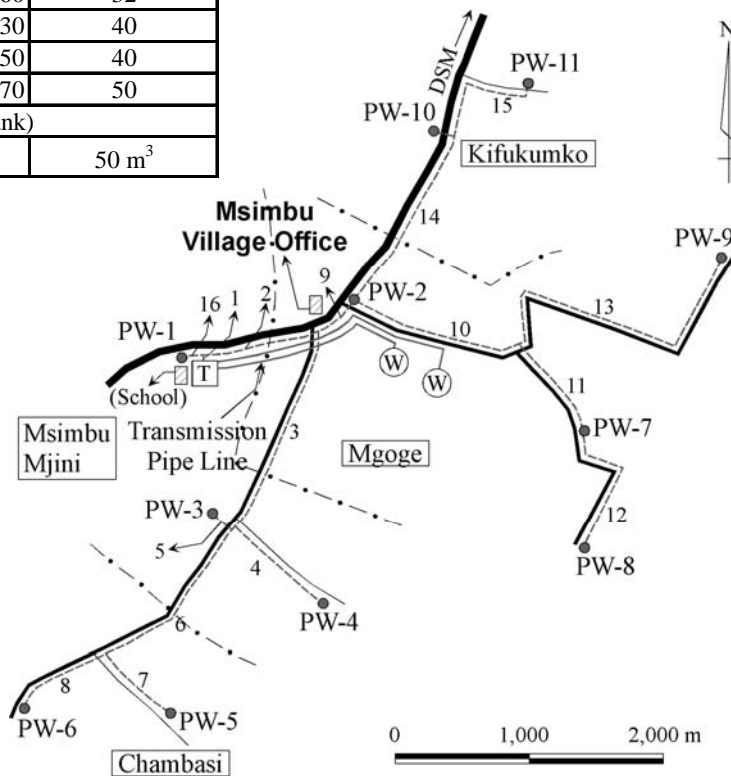 30 40
50 40
70 50
ank)
50 m³
N
DSM
PW-11
15
PW-10
Kifukumko
14
Msimbu
Village Office
PW-9
9
PW-2
16 1 2
13
PW-1
10
T
W
W
(School)
11
Msimbu
Mjini
Transmission
Pipe Line
3
Mgoge
PW-7
PW-3
12
5
4
PW-8
PW-4
6
8
7
PW-6
PW-5
Chambasi
0 1,000 2,000 m